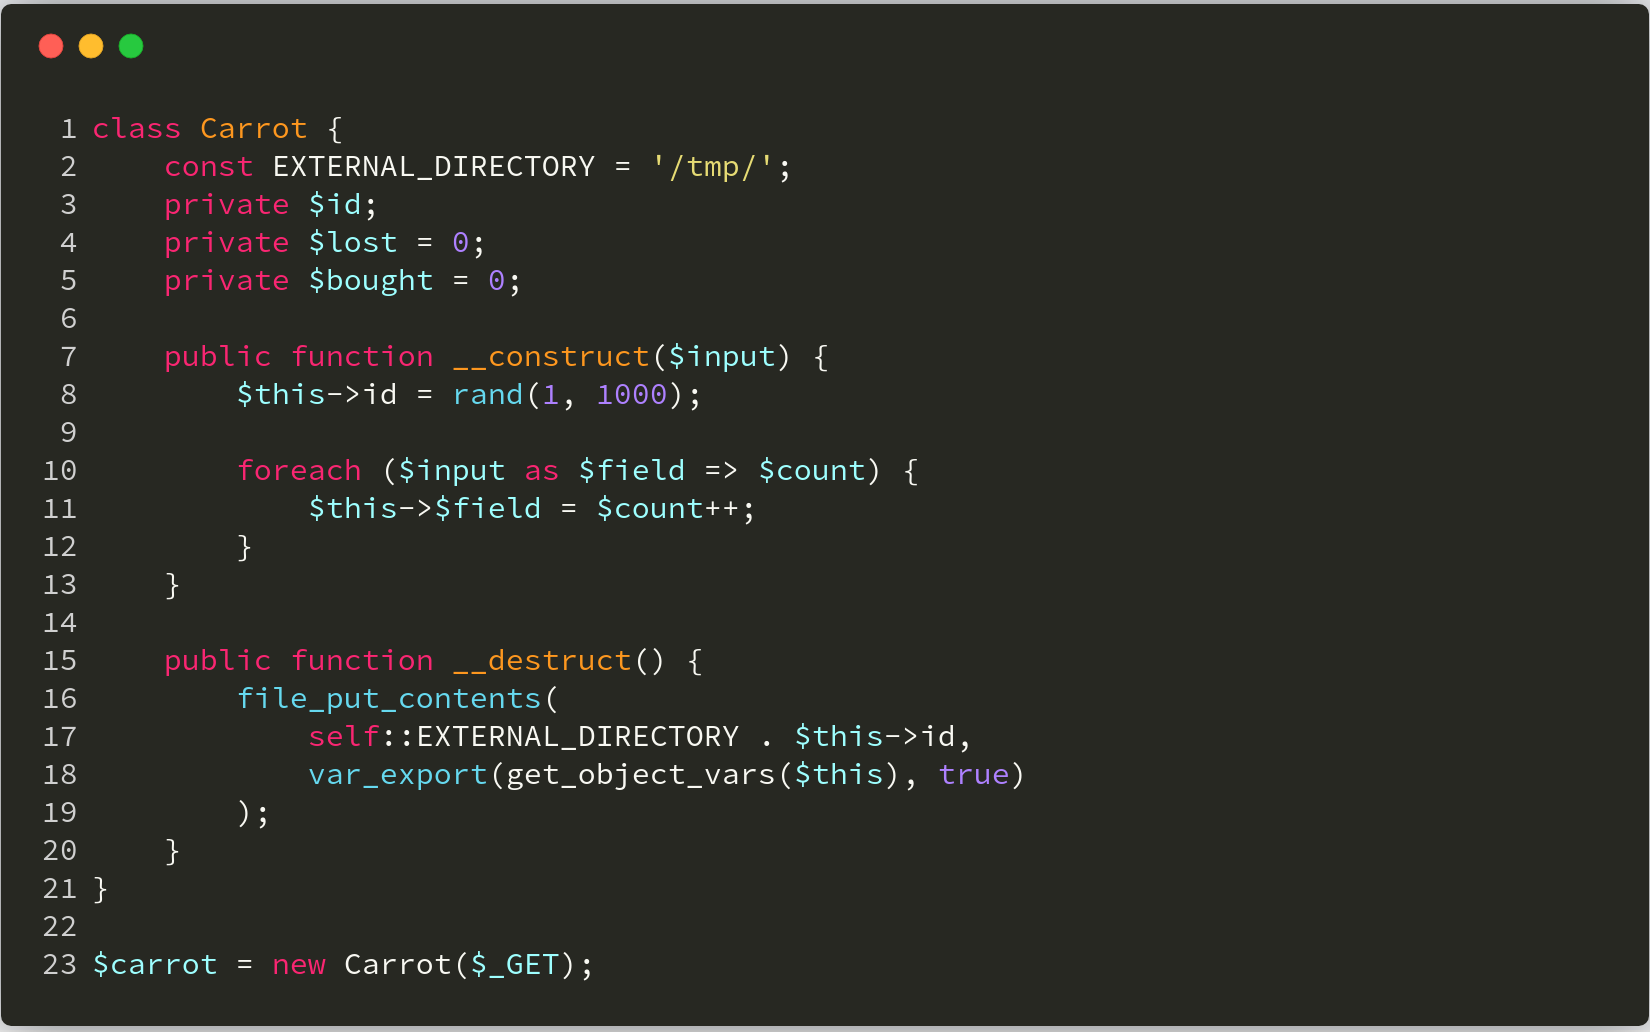 1 class Carrot {
2     const EXTERNAL_DIRECTORY = '/tmp/';
3     private $id;
4     private $lost = 0;
5     private $bought = 0;
6
7     public function __construct($input) {
8         $this->id = rand(1, 1000);
9
10         foreach ($input as $field => $count) {
11             $this->$field = $count++;
12         }
13     }
14
15     public function __destruct() {
16         file_put_contents(
17             self::EXTERNAL_DIRECTORY . $this->id,
18             var_export(get_object_vars($this), true)
19         );
20     }
21 }
22
23 $carrot = new Carrot($_GET);